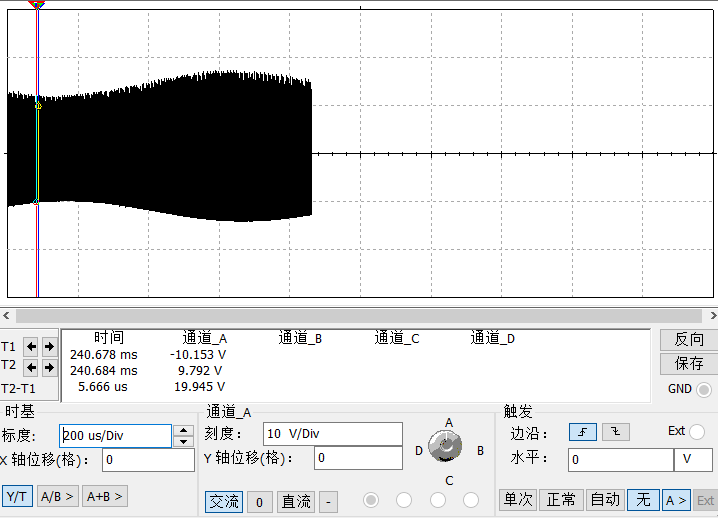 时间 通道_A 通道_B 通道_C 通道_D
T1 240.678 ms -10.153 V
T2 240.684 ms 9.792 V
T2-T1 5.666 us 19.945 V
反向
保存
GND
时基
标度: 200 us/Div
X 轴位移(格): 0
Y/T A/B > A+B >
通道_A
刻度: 10 V/Div
Y 轴位移(格): 0
交流 0 直流 -
A
D B
C
触发
边沿: Ext
水平: 0 V
单次 正常 自动 无 A > Ext